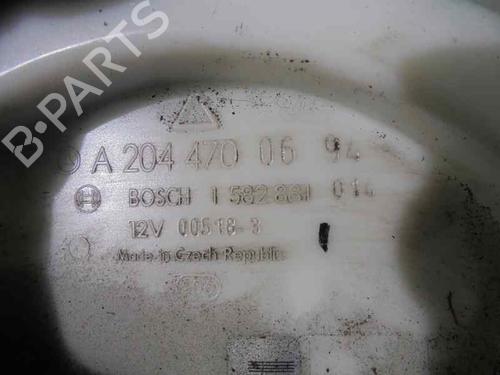 B-PARTS
A 204 470 06 94
BOSCH 1 582 881 014
12V 00518-3
Made in Czech Republic